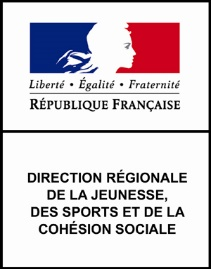 Liberté • Égalité • Fraternité
RÉPUBLIQUE FRANÇAISE
DIRECTION RÉGIONALE
DE LA JEUNESSE,
DES SPORTS ET DE LA
COHÉSION SOCIALE